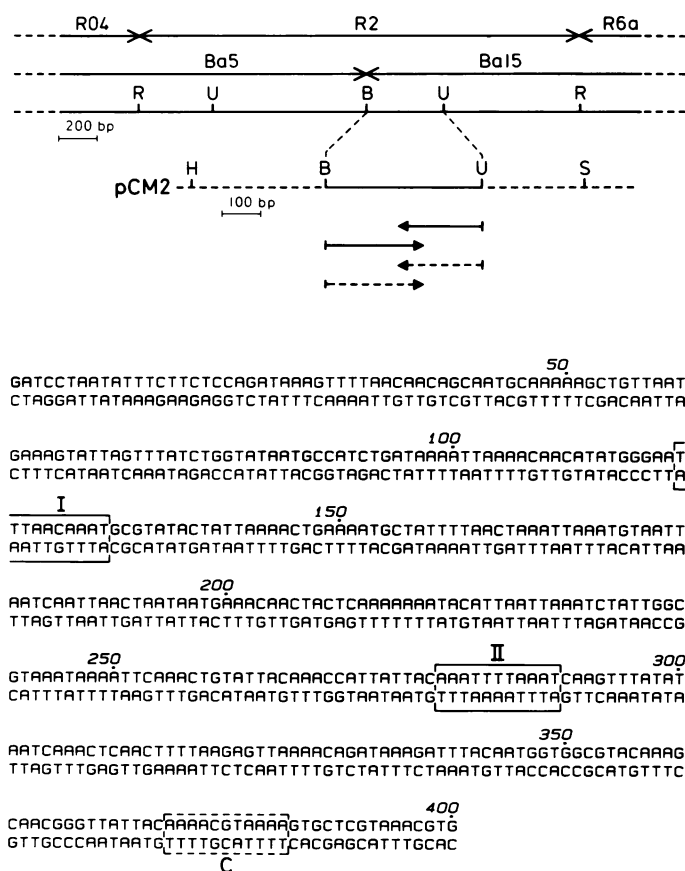 R04 R2 R6a
Ba5 Ba15
R U B U R
200 bp
H B U S
pCM2
100 bp
50
GATCCTAATATTTCTTCTCCAGATAAAGTTTTAACAACAGCAATGCAAAAAGCTGTTAAT
CTAGGATTATAAAGAAGAGGTCTATTTCAAAATTGTTGTCGTTACGTTTTTCGACAATTA
100
GAAAGTATTAGTTTATCTGGTATAATGCCATCTGATAAAATTAAAACAACATATGGGAAT
CTTTCATAATCAAATAGACCATATTACGGTAGACTATTTTAATTTTGTTGTATACCCTTA
I 150
TTAACAAATGCGTATACTATTAAAACTGAAAATGCTATTTTAACTAAATTAAATGTAATT
AATTGTTTACGCATATGATAATTTTGACTTTTACGATAAAATTGATTTAATTTACATTAA
200
AATCAATTAACTAATAATGAAACAACTACTCAAAAAAATACATTAATTAAATCTATTGGC
TTAGTTAATTGATTATTACTTTGTTGATGAGTTTTTTTATGTAATTAATTTAGATAACCG
250 II 300
GTAAATAAAATTCAAACTGTATTACAAACCATTATTACAAATTTTAAATCAAGTTTATAT
CATTTATTTTAAGTTTGACATAATGTTTGGTAATAATGTTTAAAATTTAGTTCAAATATA
350
AATCAAACTCAACTTTTAAGAGTTAAAACAGATAAAGATTTACAATGGTGGCGTACAAAG
TTAGTTTGAGTTGAAAATTCTCAATTTTGTCTATTTCTAAATGTTACCACCGCATGTTTC
400
CAACGGGTTATTACAAAACGTAAAAGTGCTCGTAAACGTG
GTTGCCCAATAATGTTTTGCATTTTCACGAGCATTTGCAC
C